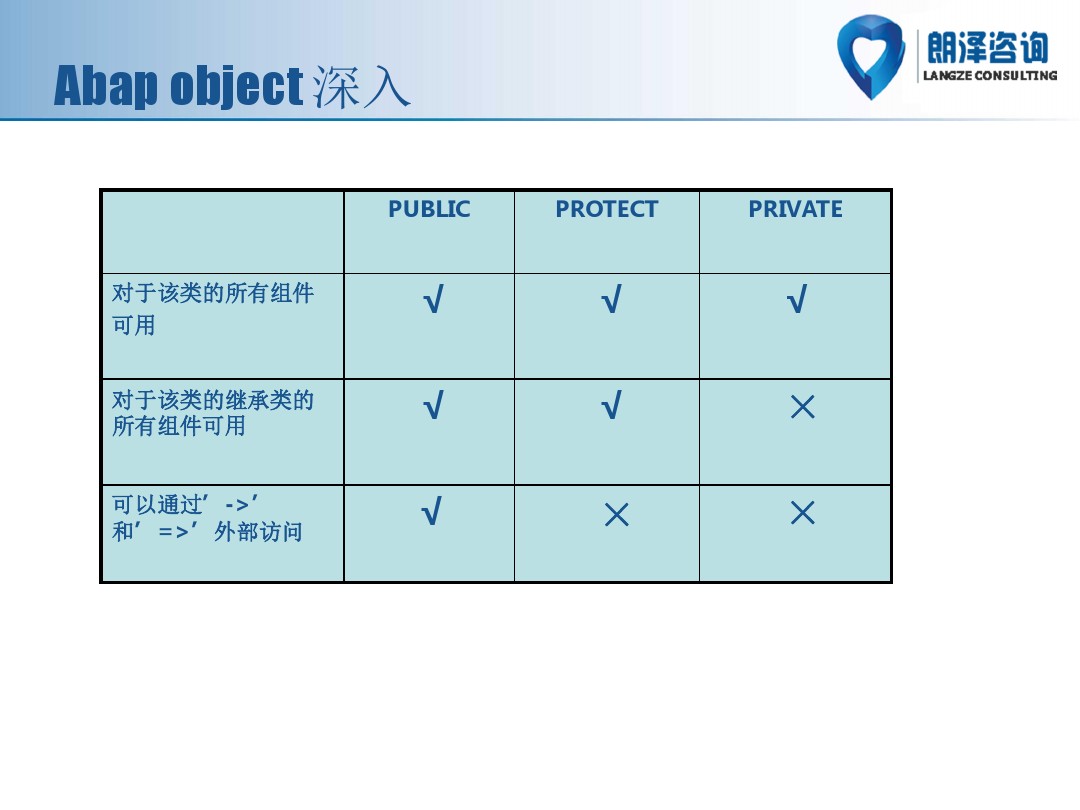 Abap object 深入
朗泽咨询
LANGZE CONSULTING
PUBLIC PROTECT PRIVATE
对于该类的所有组件
可用
√ √ √
对于该类的继承类的
所有组件可用
√ √ ×
可以通过’->’
和’=>’外部访问
√ × ×